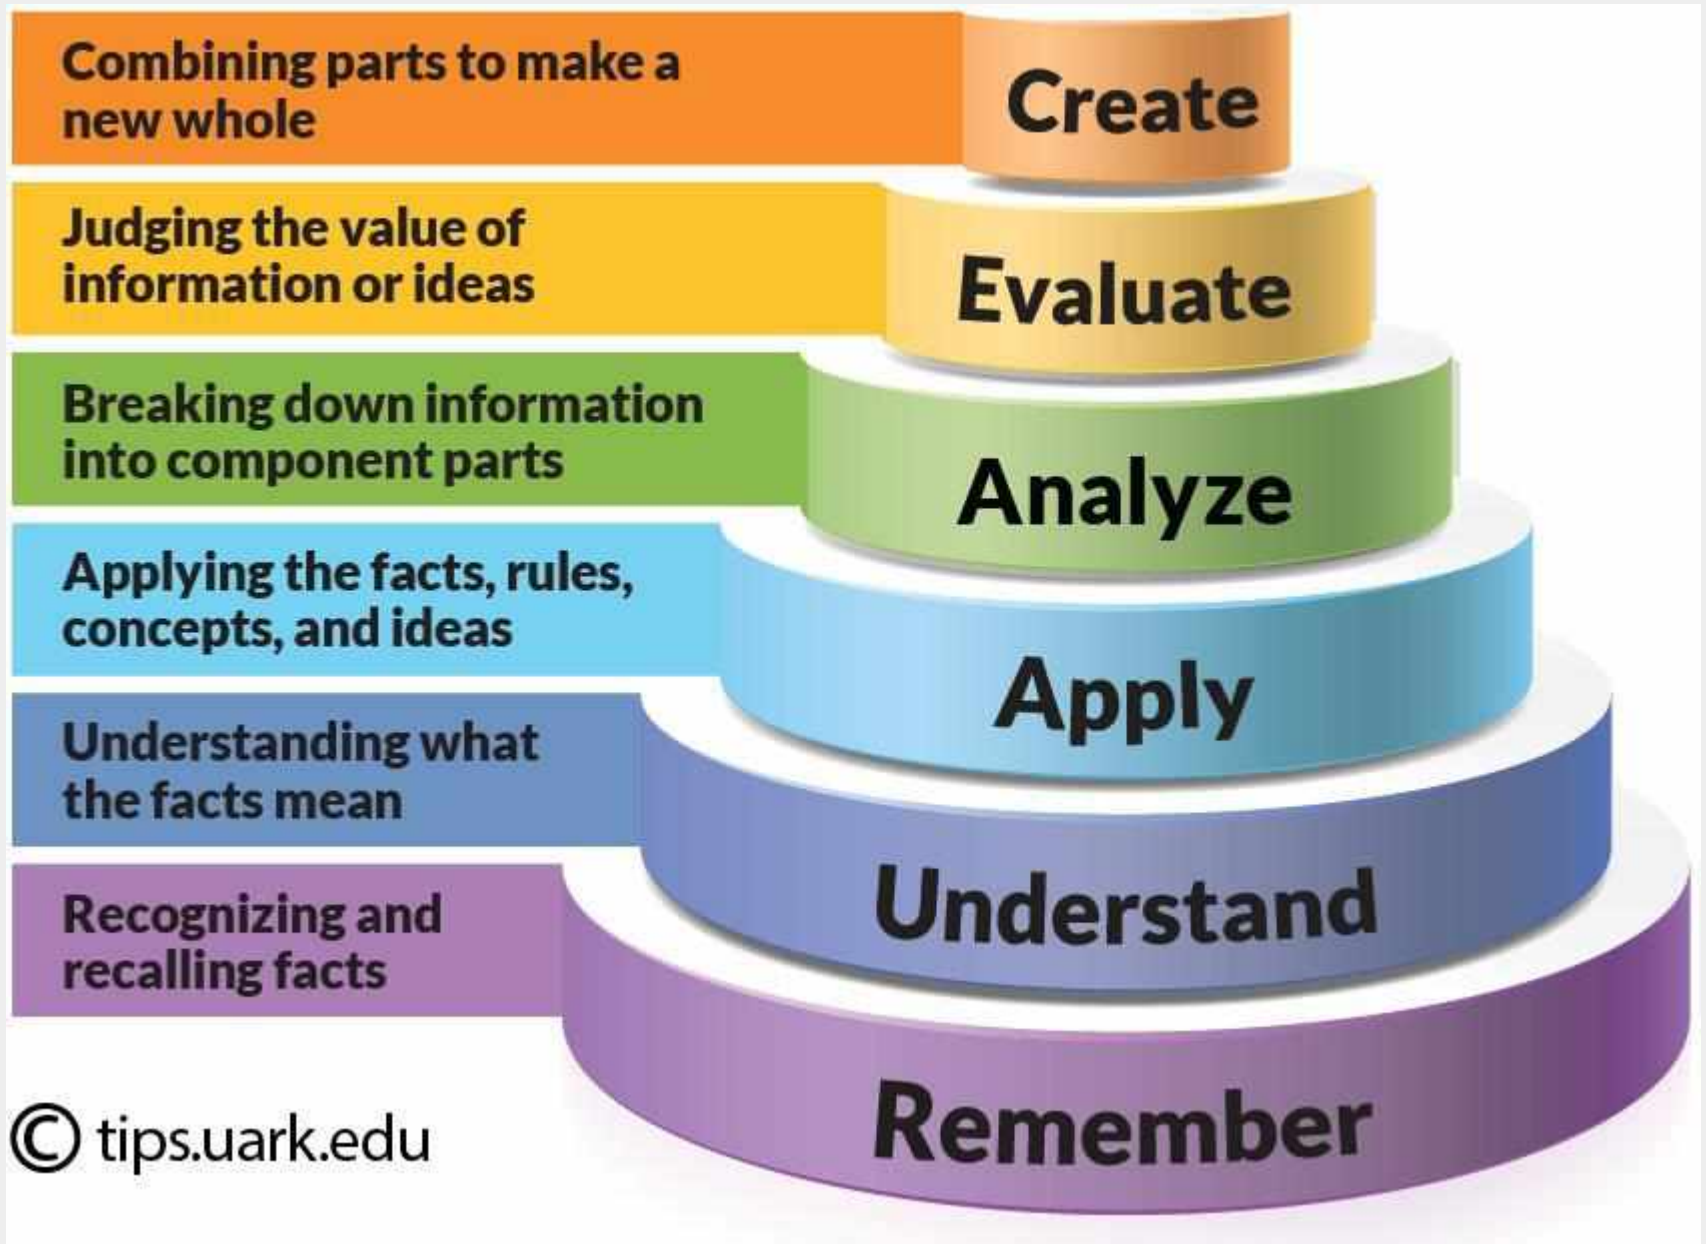 Combining parts to make a
new whole
Create
Judging the value of
information or ideas
Evaluate
Breaking down information
into component parts
Analyze
Applying the facts, rules,
concepts, and ideas
Apply
Understanding what
the facts mean
Understand
Recognizing and
recalling facts
Remember
© tips.uark.edu